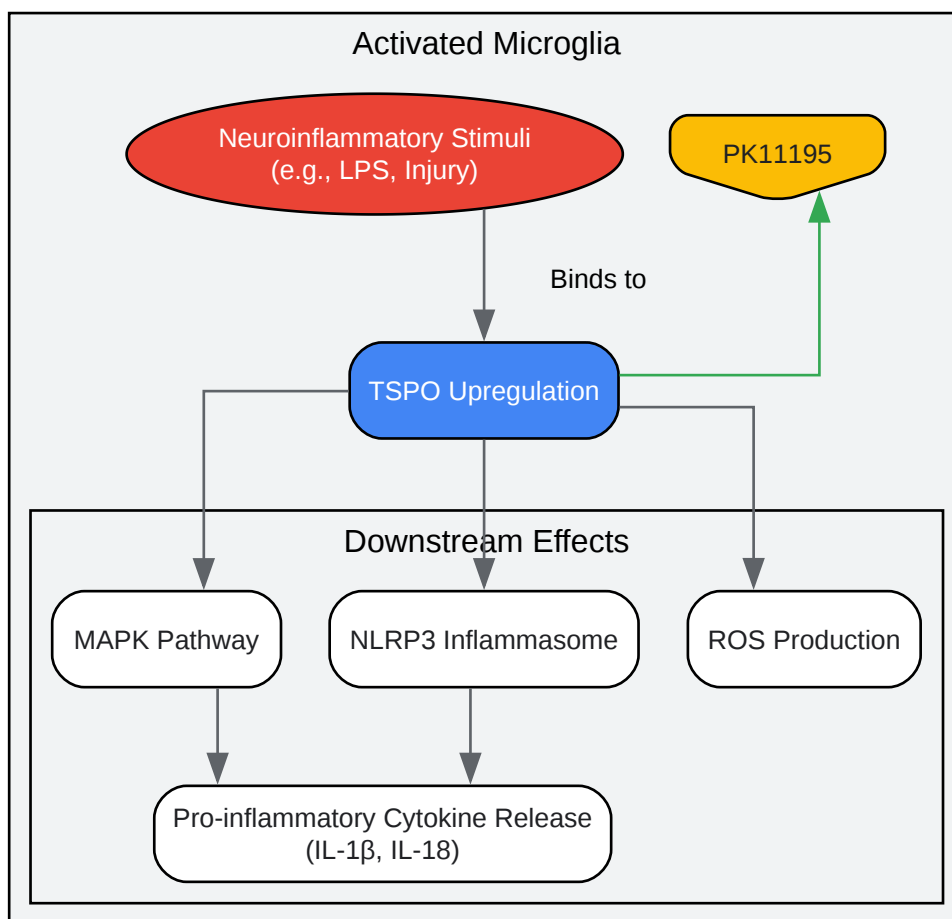 Activated Microglia
Neuroinflammatory Stimuli
(e.g., LPS, Injury)
PK11195
Binds to
TSPO Upregulation
Downstream Effects
MAPK Pathway
NLRP3 Inflammasome
ROS Production
Pro-inflammatory Cytokine Release
(IL-1β, IL-18)